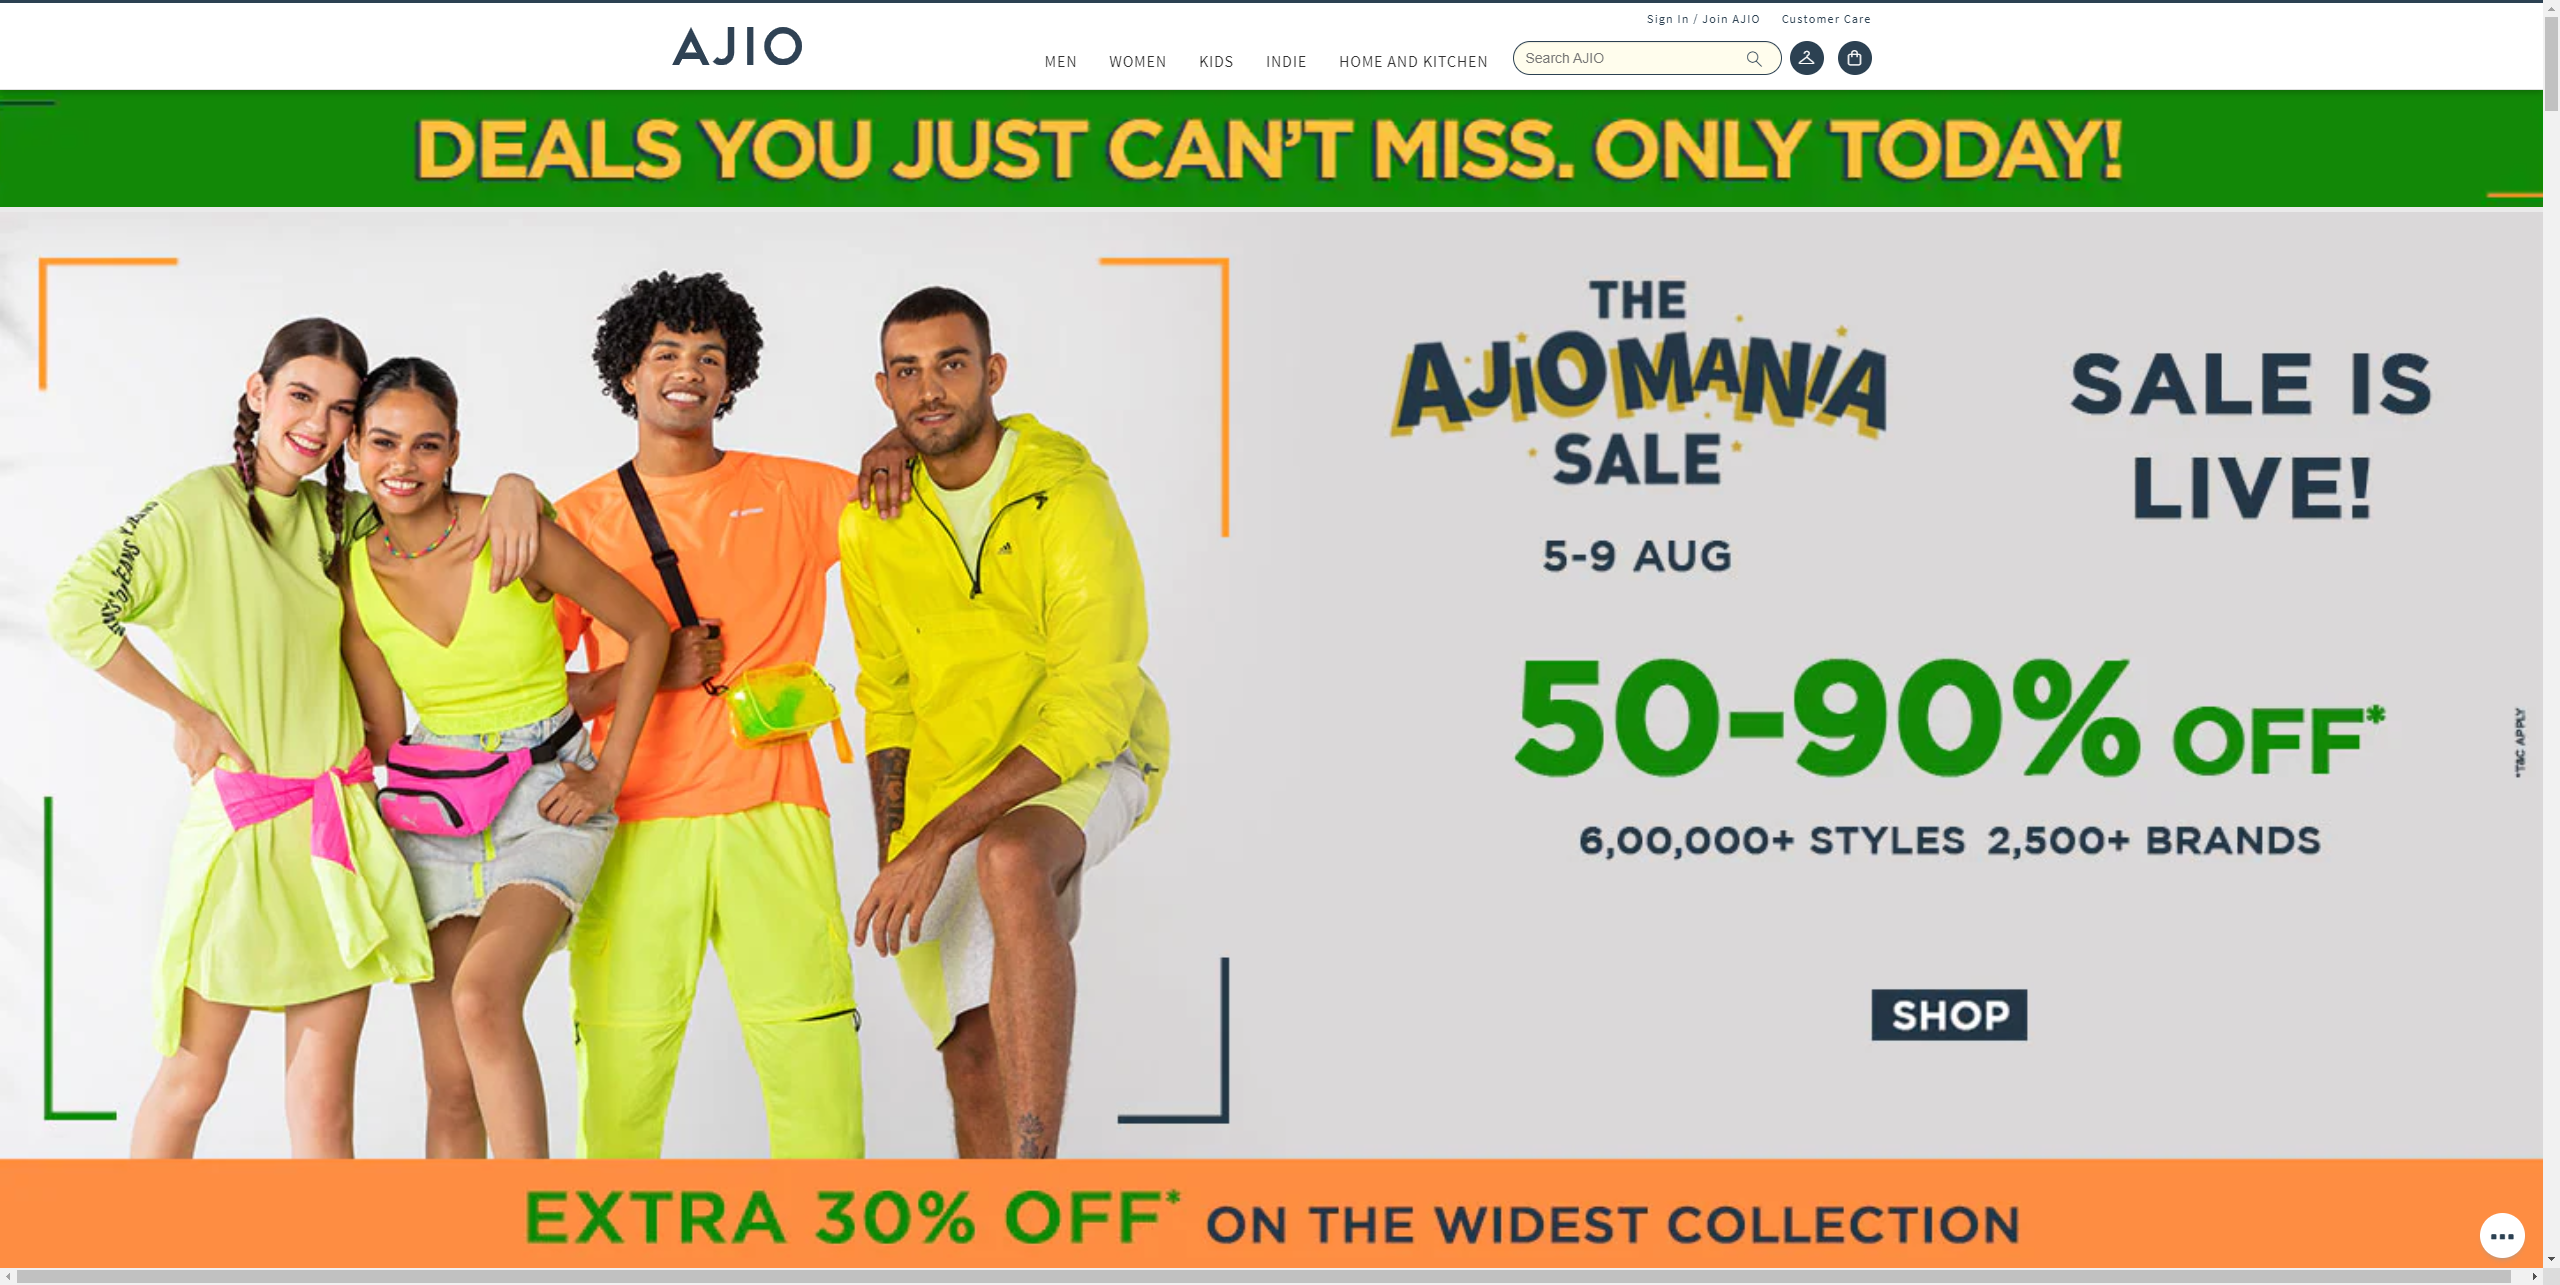 Sign In / Join AJIO Customer Care
AJIO
MEN WOMEN KIDS INDIE HOME AND KITCHEN
Search AJIO
DEALS YOU JUST CAN'T MISS. ONLY TODAY!
THE
AJIOMANIA
SALE
5-9 AUG
SALE IS
LIVE!
50-90% OFF*
6,00,000+ STYLES 2,500+ BRANDS
*T&C APPLY
SHOP
EXTRA 30% OFF* ON THE WIDEST COLLECTION